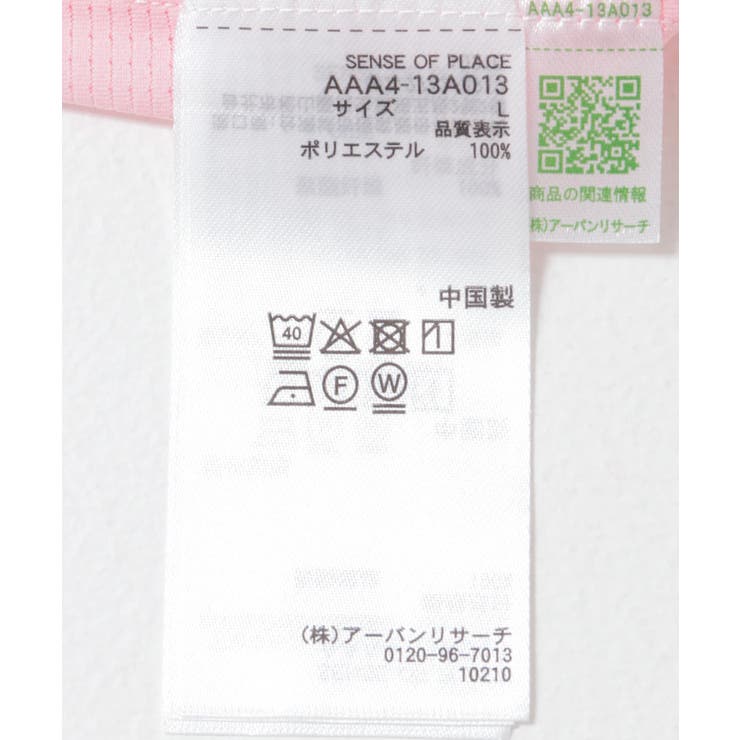 SENSE OF PLACE
AAA4-13A013
サイズ L
品質表示
ポリエステル 100%
中国製
40
F
W
(株)アーバンリサーチ
0120-96-7013
10210
AAA4-13A013
商品の関連情報
(株)アーバンリサーチ